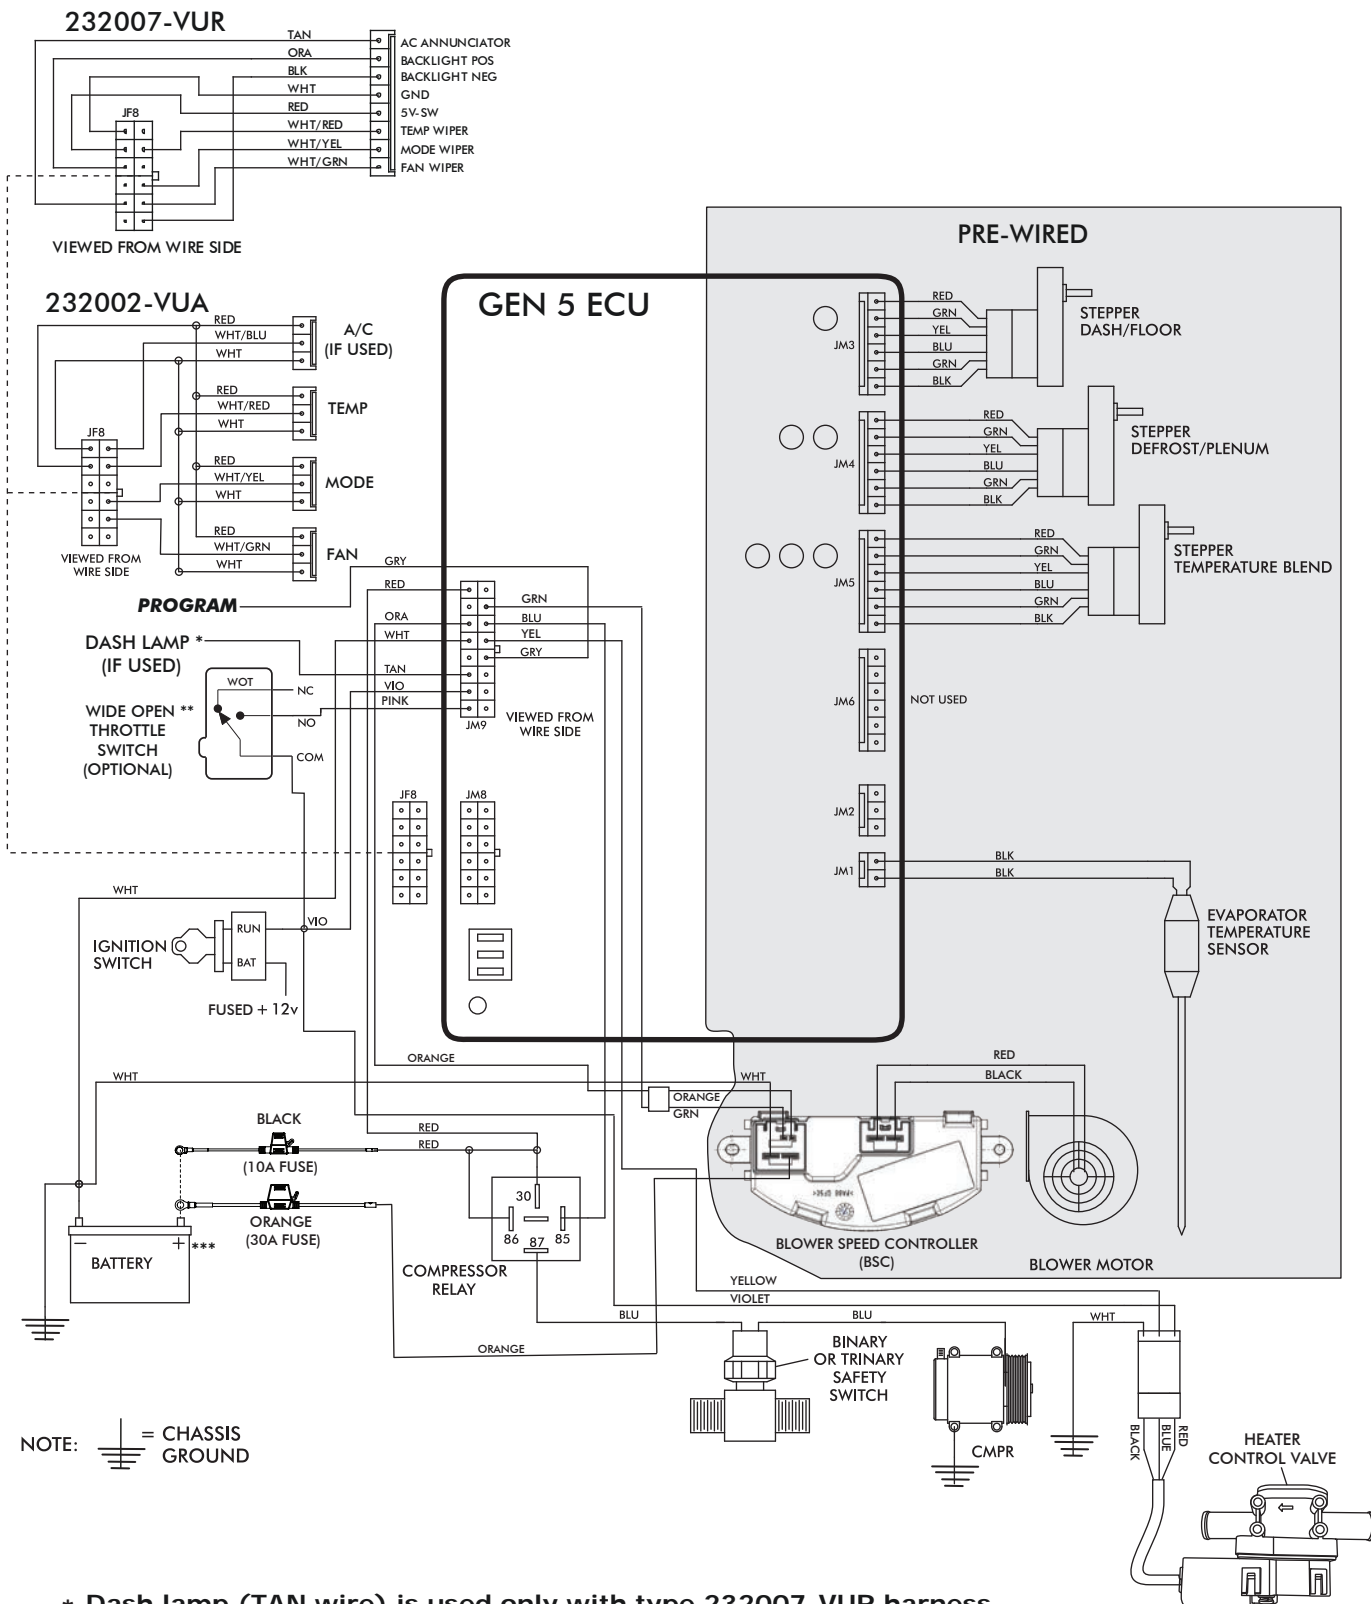 232007-VUR
TAN
ORA
BLK
WHT
RED
WHT/RED
WHT/YEL
WHT/GRN
AC ANNUNCIATOR
BACKLIGHT POS
BACKLIGHT NEG
GND
5V-SW
TEMP WIPER
MODE WIPER
FAN WIPER
JF8
VIEWED FROM WIRE SIDE
232002-VUA
RED
WHT/BLU
WHT
A/C
(IF USED)
RED
WHT/RED
WHT
TEMP
RED
WHT/YEL
WHT
MODE
RED
WHT/GRN
WHT
FAN
JF8
VIEWED FROM
WIRE SIDE
GEN 5 ECU
PRE-WIRED
JM3
RED
GRN
YEL
BLU
GRN
BLK
STEPPER
DASH/FLOOR
JM4
RED
GRN
YEL
BLU
GRN
BLK
STEPPER
DEFROST/PLENUM
JM5
RED
GRN
YEL
BLU
GRN
BLK
STEPPER
TEMPERATURE BLEND
JM6
NOT USED
JM2
JM1
BLK
BLK
EVAPORATOR
TEMPERATURE
SENSOR
PROGRAM
GRY
RED
ORA
WHT
TAN
VIO
PINK
GRN
BLU
YEL
GRY
JM9
VIEWED FROM
WIRE SIDE
DASH LAMP *
(IF USED)
WIDE OPEN **
THROTTLE
SWITCH
(OPTIONAL)
WOT
NC
NO
COM
JF8
JM8
WHT
IGNITION
SWITCH
RUN
BAT
VIO
FUSED + 12v
ORANGE
WHT
WHT
ORANGE
GRN
RED
BLACK
BLACK
(10A FUSE)
RED
RED
ORANGE
(30A FUSE)
BATTERY
–
+
***
30
86
87
85
COMPRESSOR
RELAY
>PA66 GF30<
BLOWER SPEED CONTROLLER
(BSC)
BLOWER MOTOR
YELLOW
VIOLET
BLU
BLU
WHT
ORANGE
BINARY
OR TRINARY
SAFETY
SWITCH
CMPR
BLACK
BLUE
RED
HEATER
CONTROL VALVE
NOTE:
= CHASSIS
GROUND
* Dash lamp (TAN wire) is used only with type 232007-VUR harness